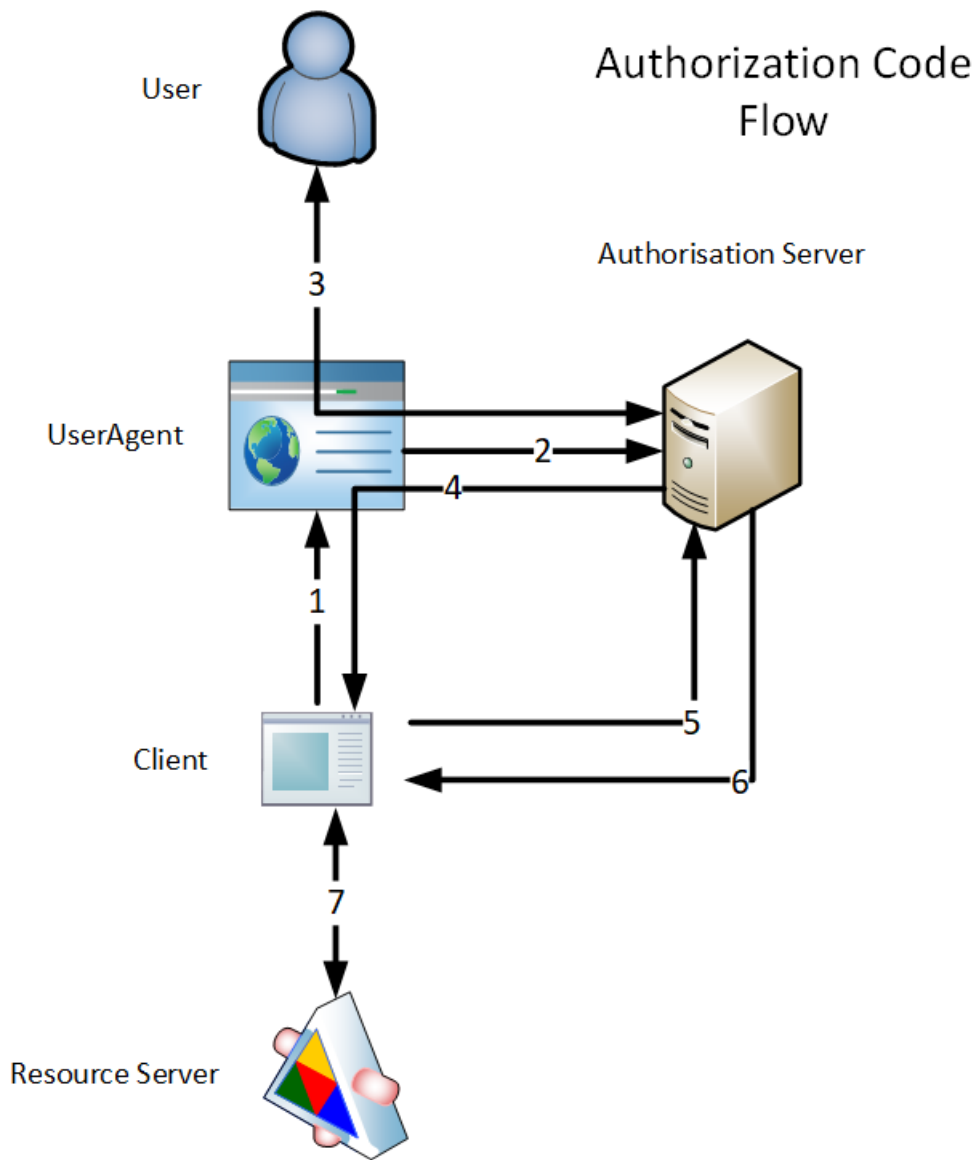 User
Authorization Code
Flow
Authorisation Server
3
UserAgent
2
4
1
Client
5
6
7
Resource Server